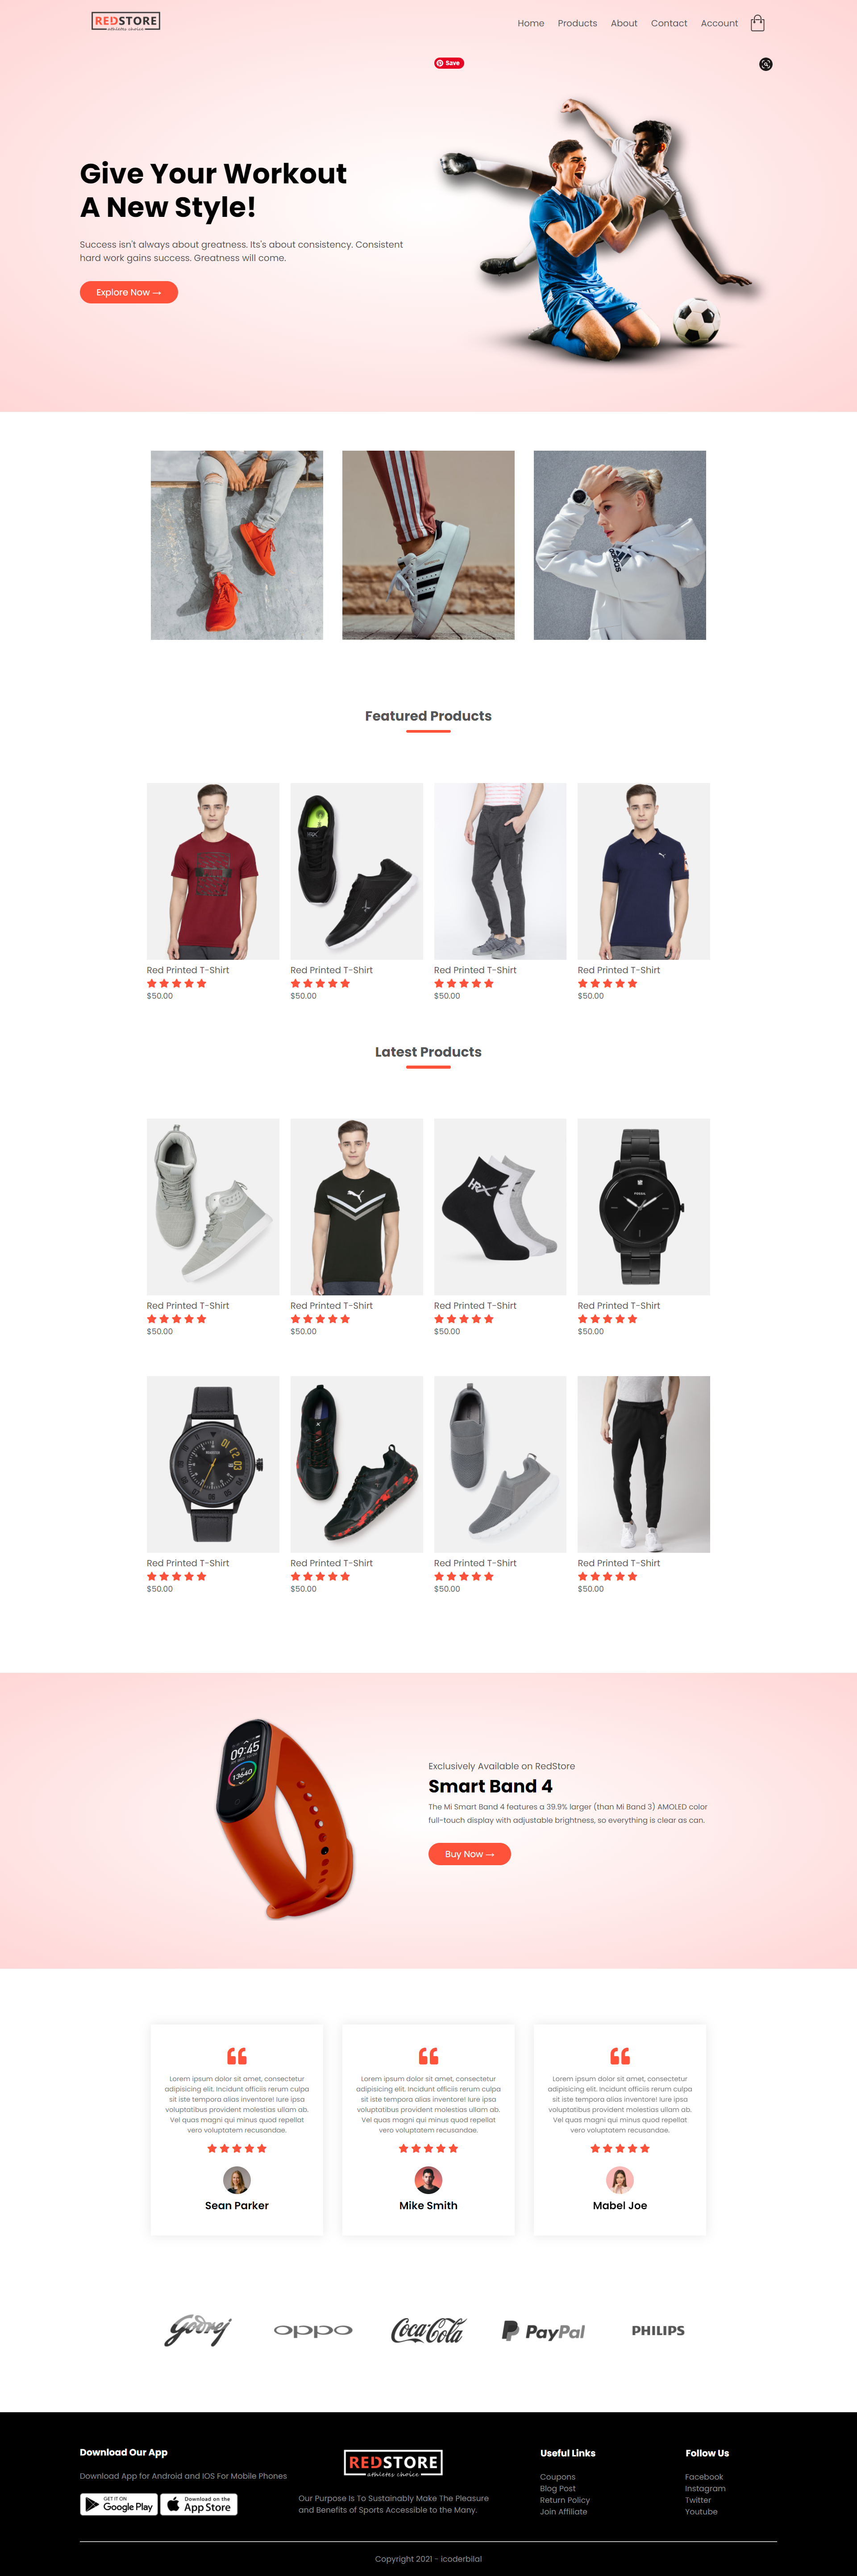 REDSTORE
athletes choice
Home Products About Contact Account
Save
Give Your Workout
A New Style!
Success isn't always about greatness. Its's about consistency. Consistent
hard work gains success. Greatness will come.
Explore Now →
adidas
Featured Products
HRX
Red Printed T-Shirt
$50.00
Red Printed T-Shirt
$50.00
Red Printed T-Shirt
$50.00
Red Printed T-Shirt
$50.00
Latest Products
HRX
FOSSIL
Red Printed T-Shirt
$50.00
Red Printed T-Shirt
$50.00
Red Printed T-Shirt
$50.00
Red Printed T-Shirt
$50.00
Red Printed T-Shirt
$50.00
Red Printed T-Shirt
$50.00
Red Printed T-Shirt
$50.00
Red Printed T-Shirt
$50.00
09:45
13640
Exclusively Available on RedStore
Smart Band 4
The Mi Smart Band 4 features a 39.9% larger (than Mi Band 3) AMOLED color
full-touch display with adjustable brightness, so everything is clear as can.
Buy Now →
Lorem ipsum dolor sit amet, consectetur
adipisicing elit. Incidunt officiis rerum culpa
sit iste tempora alias inventore! Iure ipsa
voluptatibus provident molestias ullam ab.
Vel quas magni qui minus quod repellat
vero voluptatem recusandae.
Sean Parker
Lorem ipsum dolor sit amet, consectetur
adipisicing elit. Incidunt officiis rerum culpa
sit iste tempora alias inventore! Iure ipsa
voluptatibus provident molestias ullam ab.
Vel quas magni qui minus quod repellat
vero voluptatem recusandae.
Mike Smith
Lorem ipsum dolor sit amet, consectetur
adipisicing elit. Incidunt officiis rerum culpa
sit iste tempora alias inventore! Iure ipsa
voluptatibus provident molestias ullam ab.
Vel quas magni qui minus quod repellat
vero voluptatem recusandae.
Mabel Joe
Godrej
oppo
Coca-Cola
PayPal
PHILIPS
Download Our App
Download App for Android and IOS For Mobile Phones
GET IT ON
Google Play
Download on the
App Store
REDSTORE
athletes choice
Our Purpose Is To Sustainably Make The Pleasure
and Benefits of Sports Accessible to the Many.
Useful Links
Coupons
Blog Post
Return Policy
Join Affiliate
Follow Us
Facebook
Instagram
Twitter
Youtube
Copyright 2021 - icoderbilal